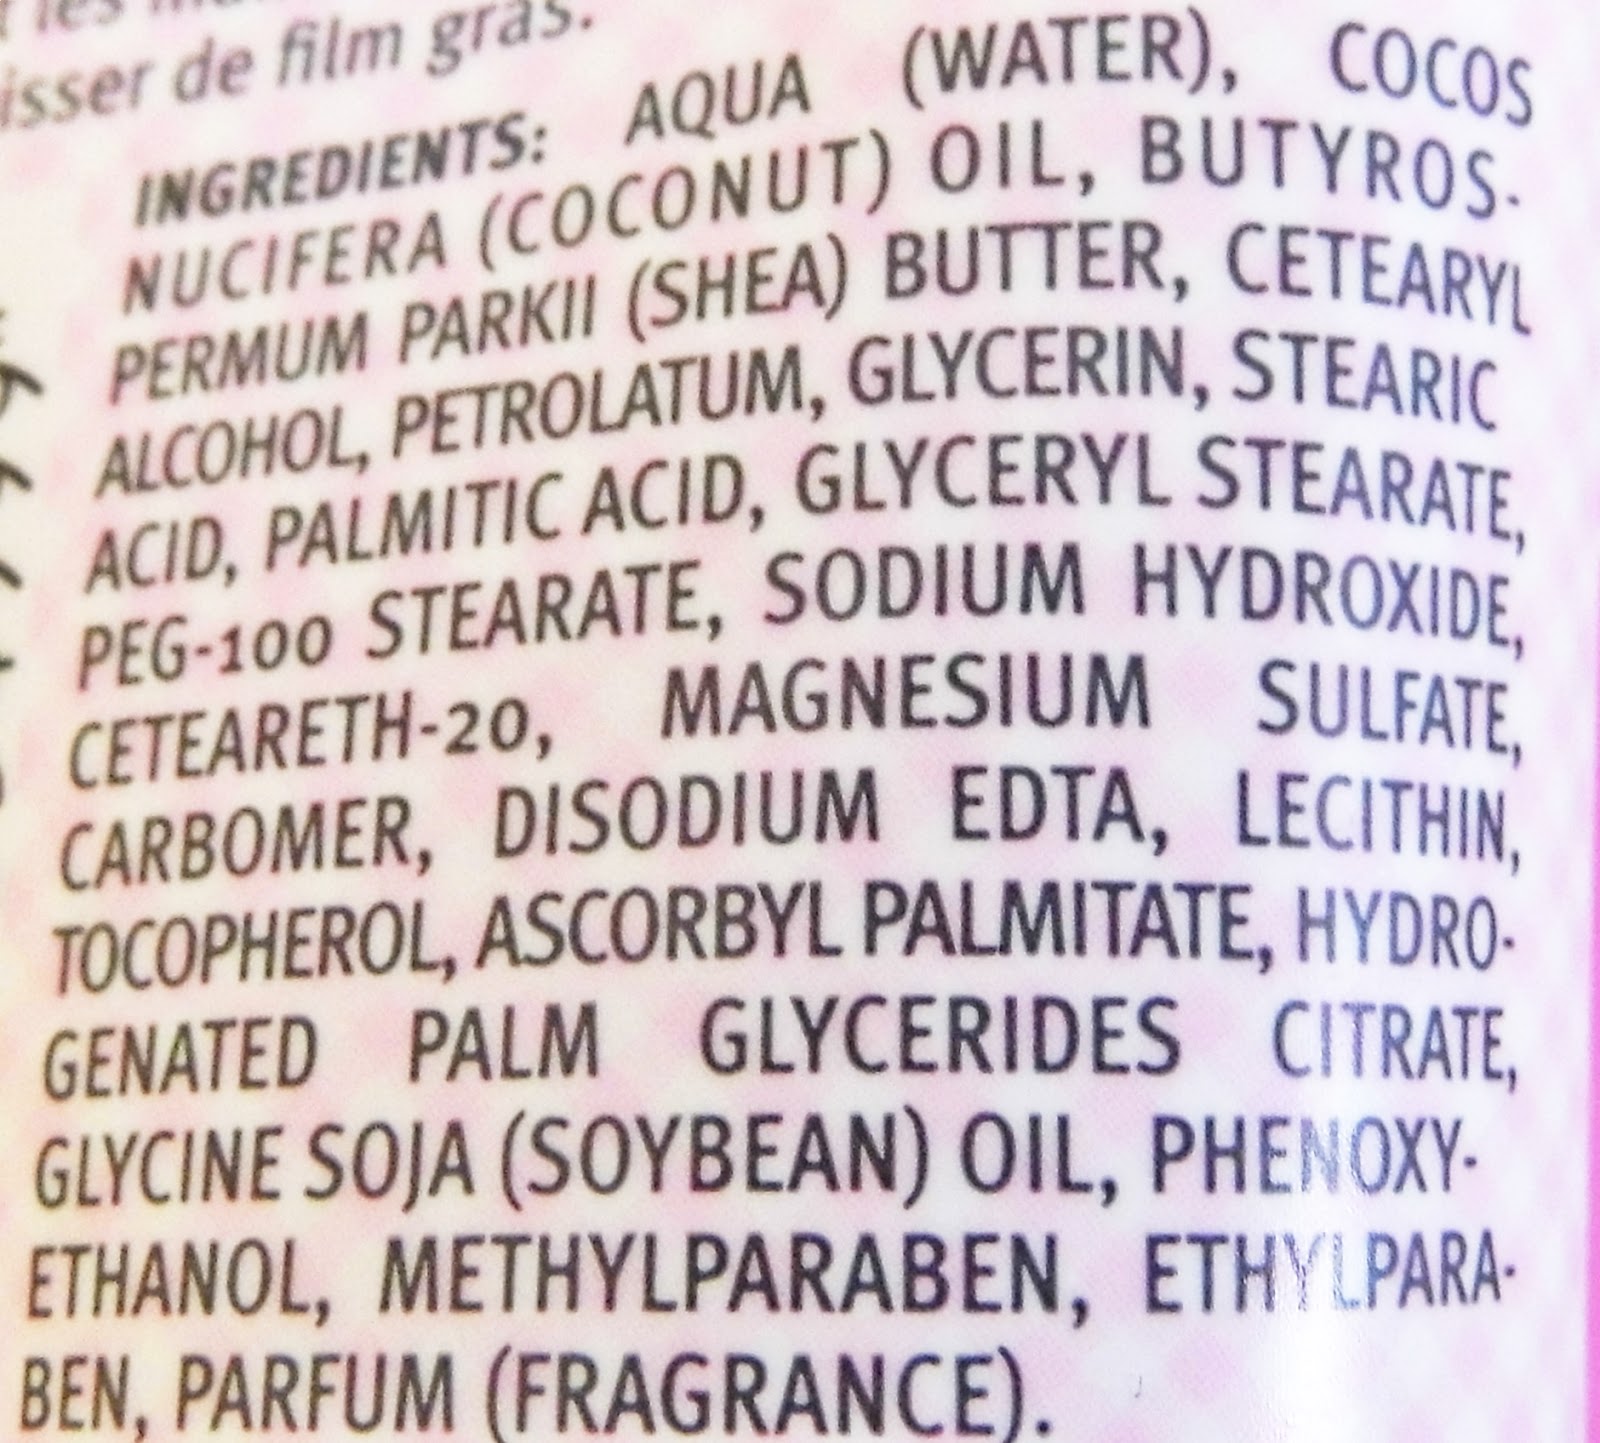 les
isser de film gras.
INGREDIENTS: AQUA (WATER), COCOS
NUCIFERA (COCONUT) OIL, BUTYROS-
PERMUM PARKII (SHEA) BUTTER, CETEARYL
ALCOHOL, PETROLATUM, GLYCERIN, STEARIC
ACID, PALMITIC ACID, GLYCERYL STEARATE,
PEG-100 STEARATE, SODIUM HYDROXIDE,
CETEARETH-20, MAGNESIUM SULFATE,
CARBOMER, DISODIUM EDTA, LECITHIN,
TOCOPHEROL, ASCORBYL PALMITATE, HYDRO-
GENATED PALM GLYCERIDES CITRATE,
GLYCINE SOJA (SOYBEAN) OIL, PHENOXY-
ETHANOL, METHYLPARABEN, ETHYLPARA-
BEN, PARFUM (FRAGRANCE).